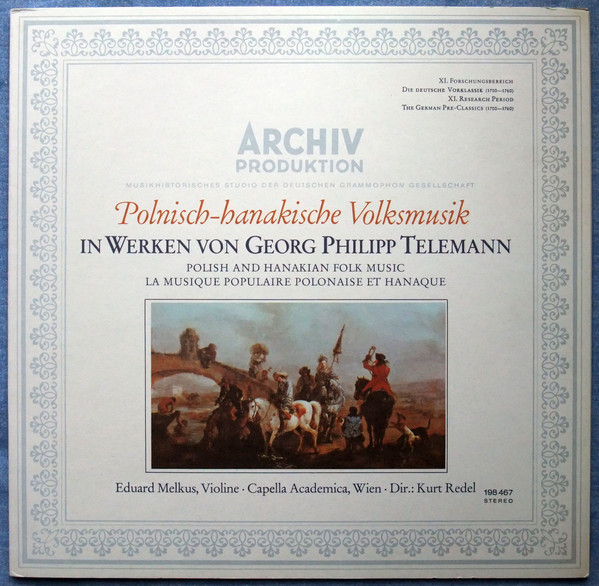 XI. Forschungsbereich
Die deutsche Vorklassik (1700—1760)
XI. Research Period
The German Pre-Classics (1700—1760)
ARCHIV
PRODUKTION
MUSIKHISTORISCHES STUDIO DER DEUTSCHEN GRAMMOPHON GESELLSCHAFT
Polnisch-hanakische Volksmusik
IN WERKEN VON GEORG PHILIPP TELEMANN
POLISH AND HANAKIAN FOLK MUSIC
LA MUSIQUE POPULAIRE POLONAISE ET HANAQUE
Eduard Melkus, Violine · Capella Academica, Wien · Dir.: Kurt Redel
198 467
STEREO